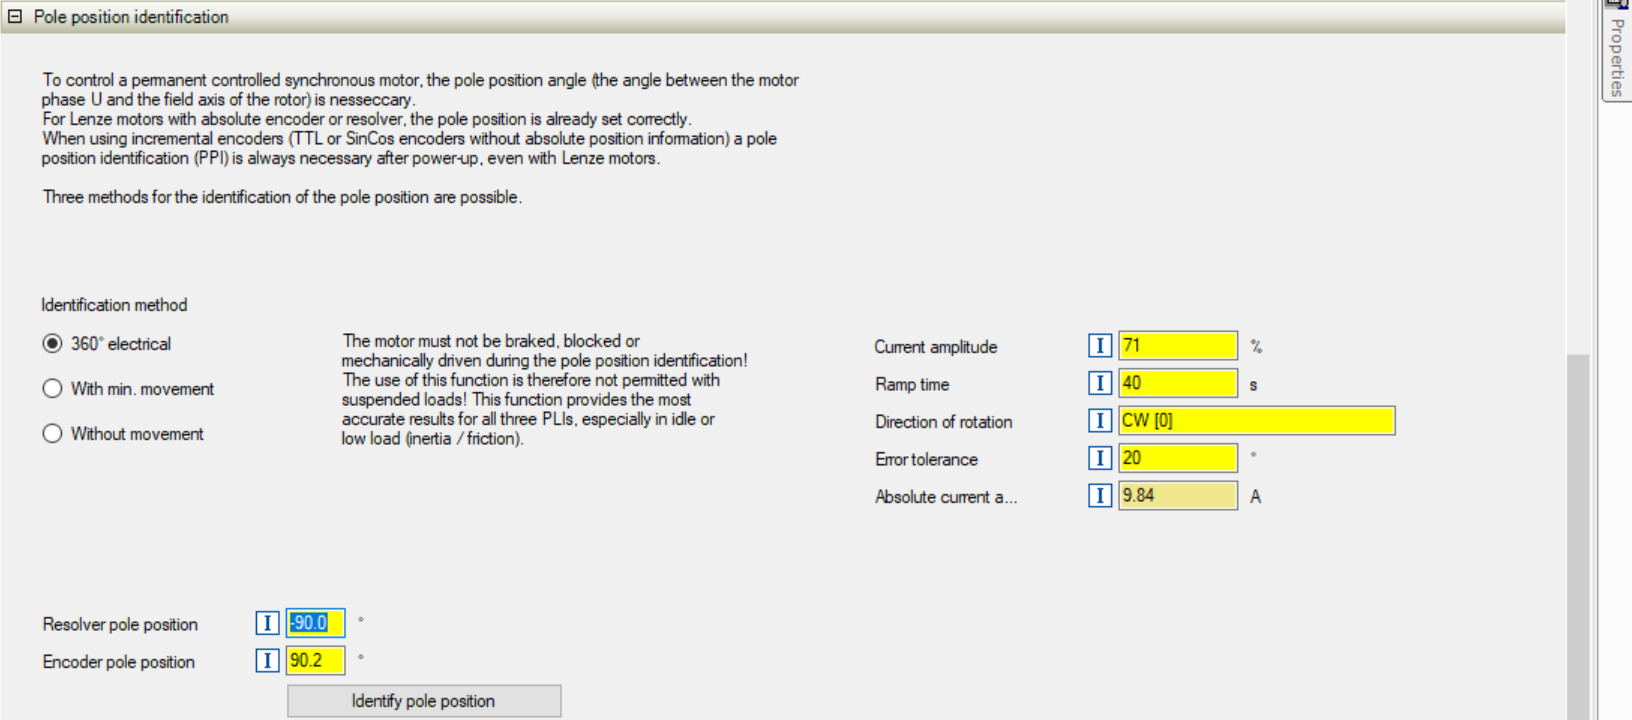 Pole position identification
Properties
To control a permanent controlled synchronous motor, the pole position angle (the angle between the motor
phase U and the field axis of the rotor) is nesseccary.
For Lenze motors with absolute encoder or resolver, the pole position is already set correctly.
When using incremental encoders (TTL or SinCos encoders without absolute position information) a pole
position identification (PPI) is always necessary after power-up, even with Lenze motors.
Three methods for the identification of the pole position are possible.
Identification method
360° electrical
With min. movement
Without movement
The motor must not be braked, blocked or
mechanically driven during the pole position identification!
The use of this function is therefore not permitted with
suspended loads! This function provides the most
accurate results for all three PLIs, especially in idle or
low load (inertia / friction).
Current amplitude I 71 %
Ramp time I 40 s
Direction of rotation I CW [0]
Error tolerance I 20 °
Absolute current a... I 9.84 A
Resolver pole position I -90.0 °
Encoder pole position I 90.2 °
Identify pole position